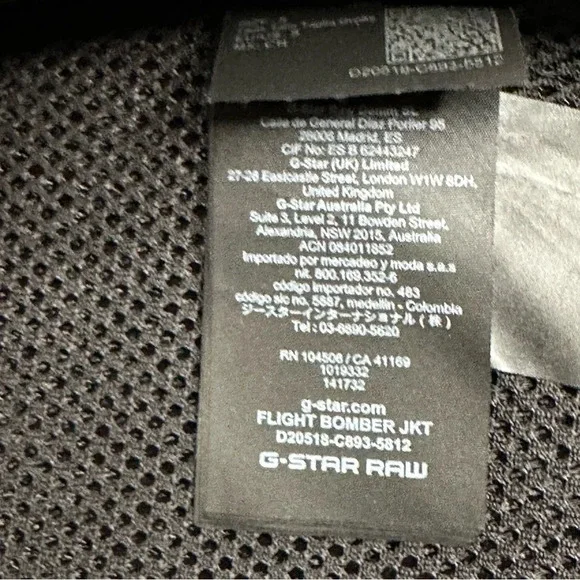 D20518-C893-5812
Calle de General Diaz Porlier 95
28006 Madrid, ES
CIF No: ES B 62443247
G-Star (UK) Limited
27-28 Eastcastle Street, London W1W 8DH,
United Kingdom
G-Star Australia Pty Ltd
Suite 3, Level 2, 11 Bowden Street,
Alexandria, NSW 2015, Australia
ACN 084011852
Importado por mercadeo y moda s.a.s
nit. 800.169.352-6
código importador no. 483
código sic no. 5887, medellin - Colombia
ジースターインターナショナル(株)
Tel: 03-6890-5620
RN 104506 / CA 41169
1019332
141732
g-star.com
FLIGHT BOMBER JKT
D20518-C893-5812
G-STAR RAW